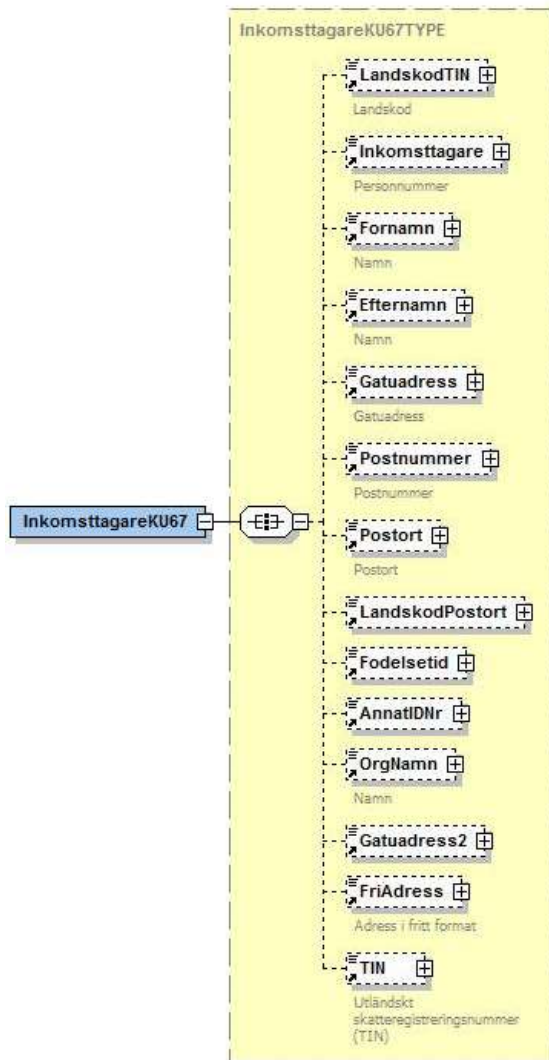 InkomsttagareKU67TYPE
LandskodTIN
Landskod
Inkomsttagare
Personnummer
Fornamn
Namn
Efternamn
Namn
Gatuadress
Gatuadress
Postnummer
Postnummer
InkomsttagareKU67
Postort
Postort
LandskodPostort
Fodelsetid
AnnatIDNr
OrgNamn
Namn
Gatuadress2
FriAdress
Adress i fritt format
TIN
Utländskt
skatteregistreringsnummer
(TIN)